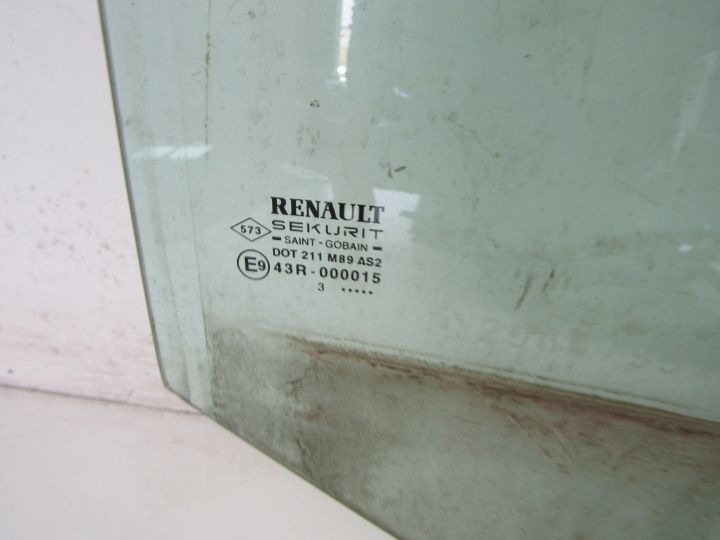 RENAULT
573 SEKURIT
SAINT-GOBAIN
DOT 211 M89 AS2
E9 43R-000015
3 .....